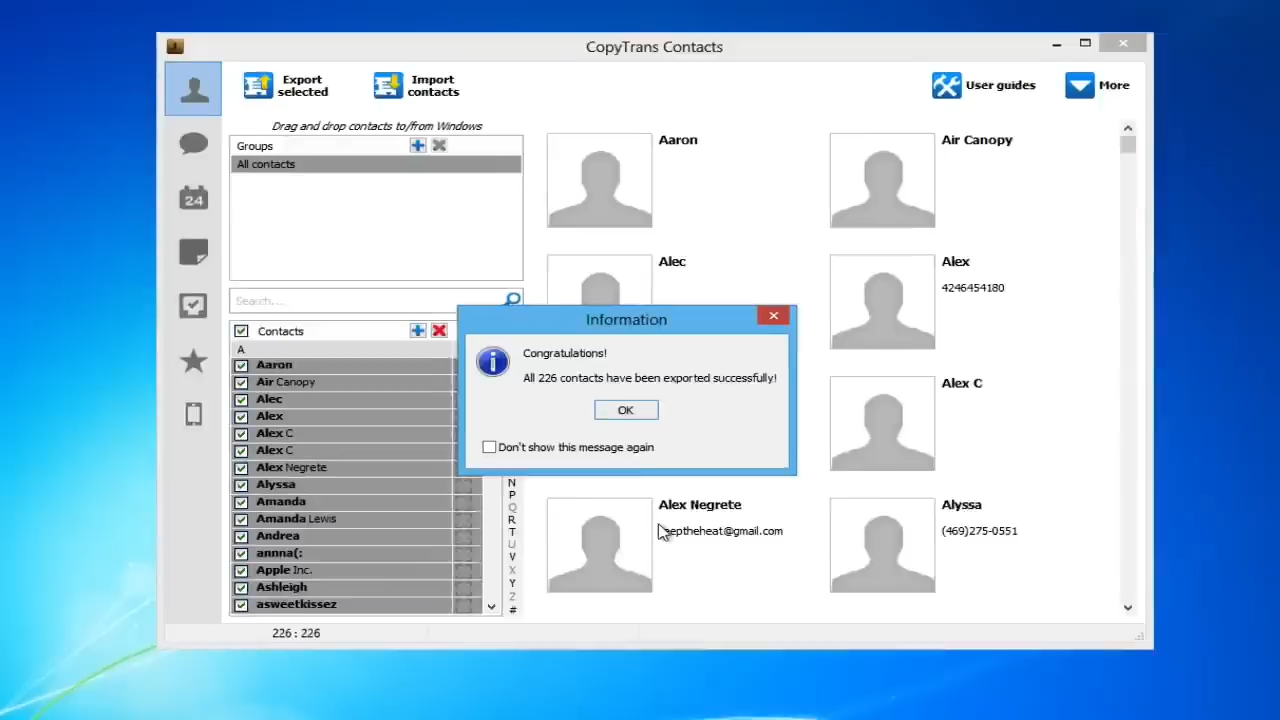 CopyTrans Contacts
Export selected
Import contacts
User guides
More
Drag and drop contacts to/from Windows
Groups
All contacts
Search...
Contacts
A
Aaron
Air Canopy
Alec
Alex
Alex C
Alex C
Alex Negrete
Alyssa
Amanda
Amanda Lewis
Andrea
annna(:
Apple Inc.
Ashleigh
asweetkissez
N
P
Q
R
T
U
V
X
Y
Z
#
226 : 226
Aaron
Air Canopy
Alec
Alex
4246454180
Alex C
Alex Negrete
Alyssa
(469)275-0551
24
Information
Congratulations!
All 226 contacts have been exported successfully!
OK
Don't show this message again